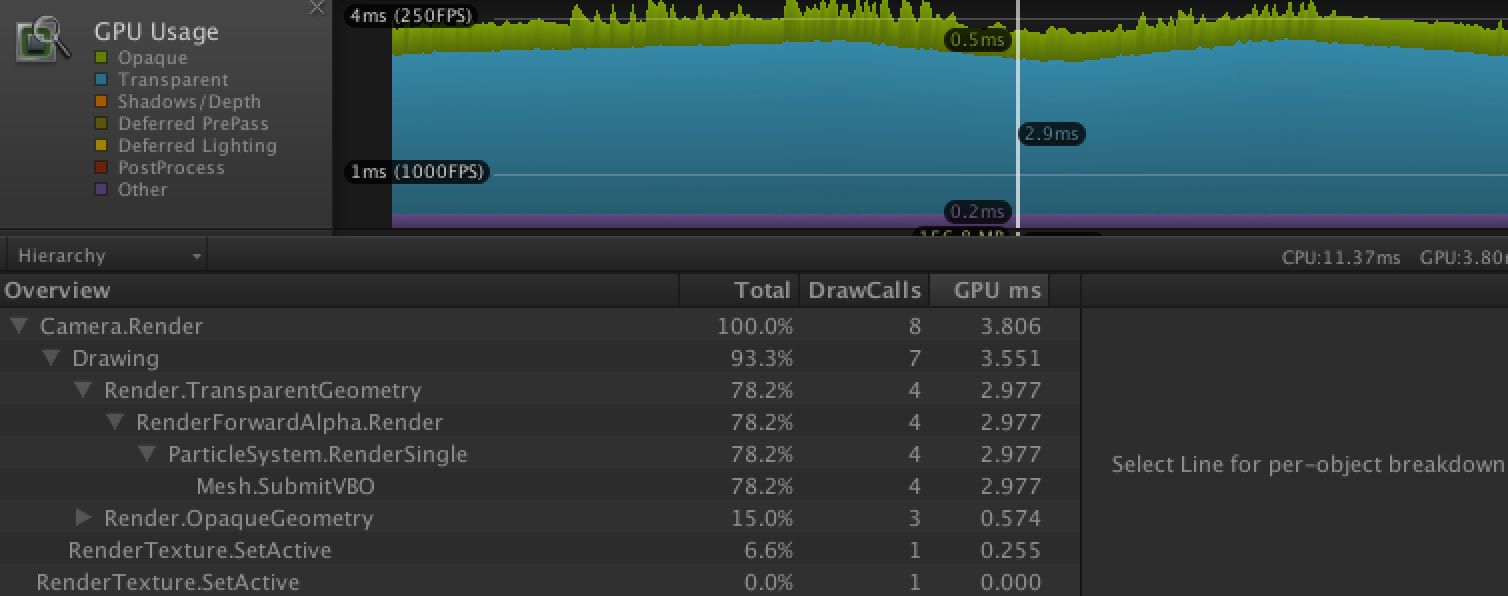 4ms (250FPS)
GPU Usage
Opaque
0.5ms
Transparent
Shadows/Depth
Deferred PrePass
2.9ms
Deferred Lighting
PostProcess
1ms (1000FPS)
Other
0.2ms
Hierarchy
CPU:11.37ms GPU:3.80
Overview Total DrawCalls GPU ms
Camera.Render 100.0% 8 3.806
Drawing 93.3% 7 3.551
Render.TransparentGeometry 78.2% 4 2.977
RenderForwardAlpha.Render 78.2% 4 2.977
ParticleSystem.RenderSingle 78.2% 4 2.977
Select Line for per-object breakdown
Mesh.SubmitVBO 78.2% 4 2.977
Render.OpaqueGeometry 15.0% 3 0.574
RenderTexture.SetActive 6.6% 1 0.255
RenderTexture.SetActive 0.0% 1 0.000